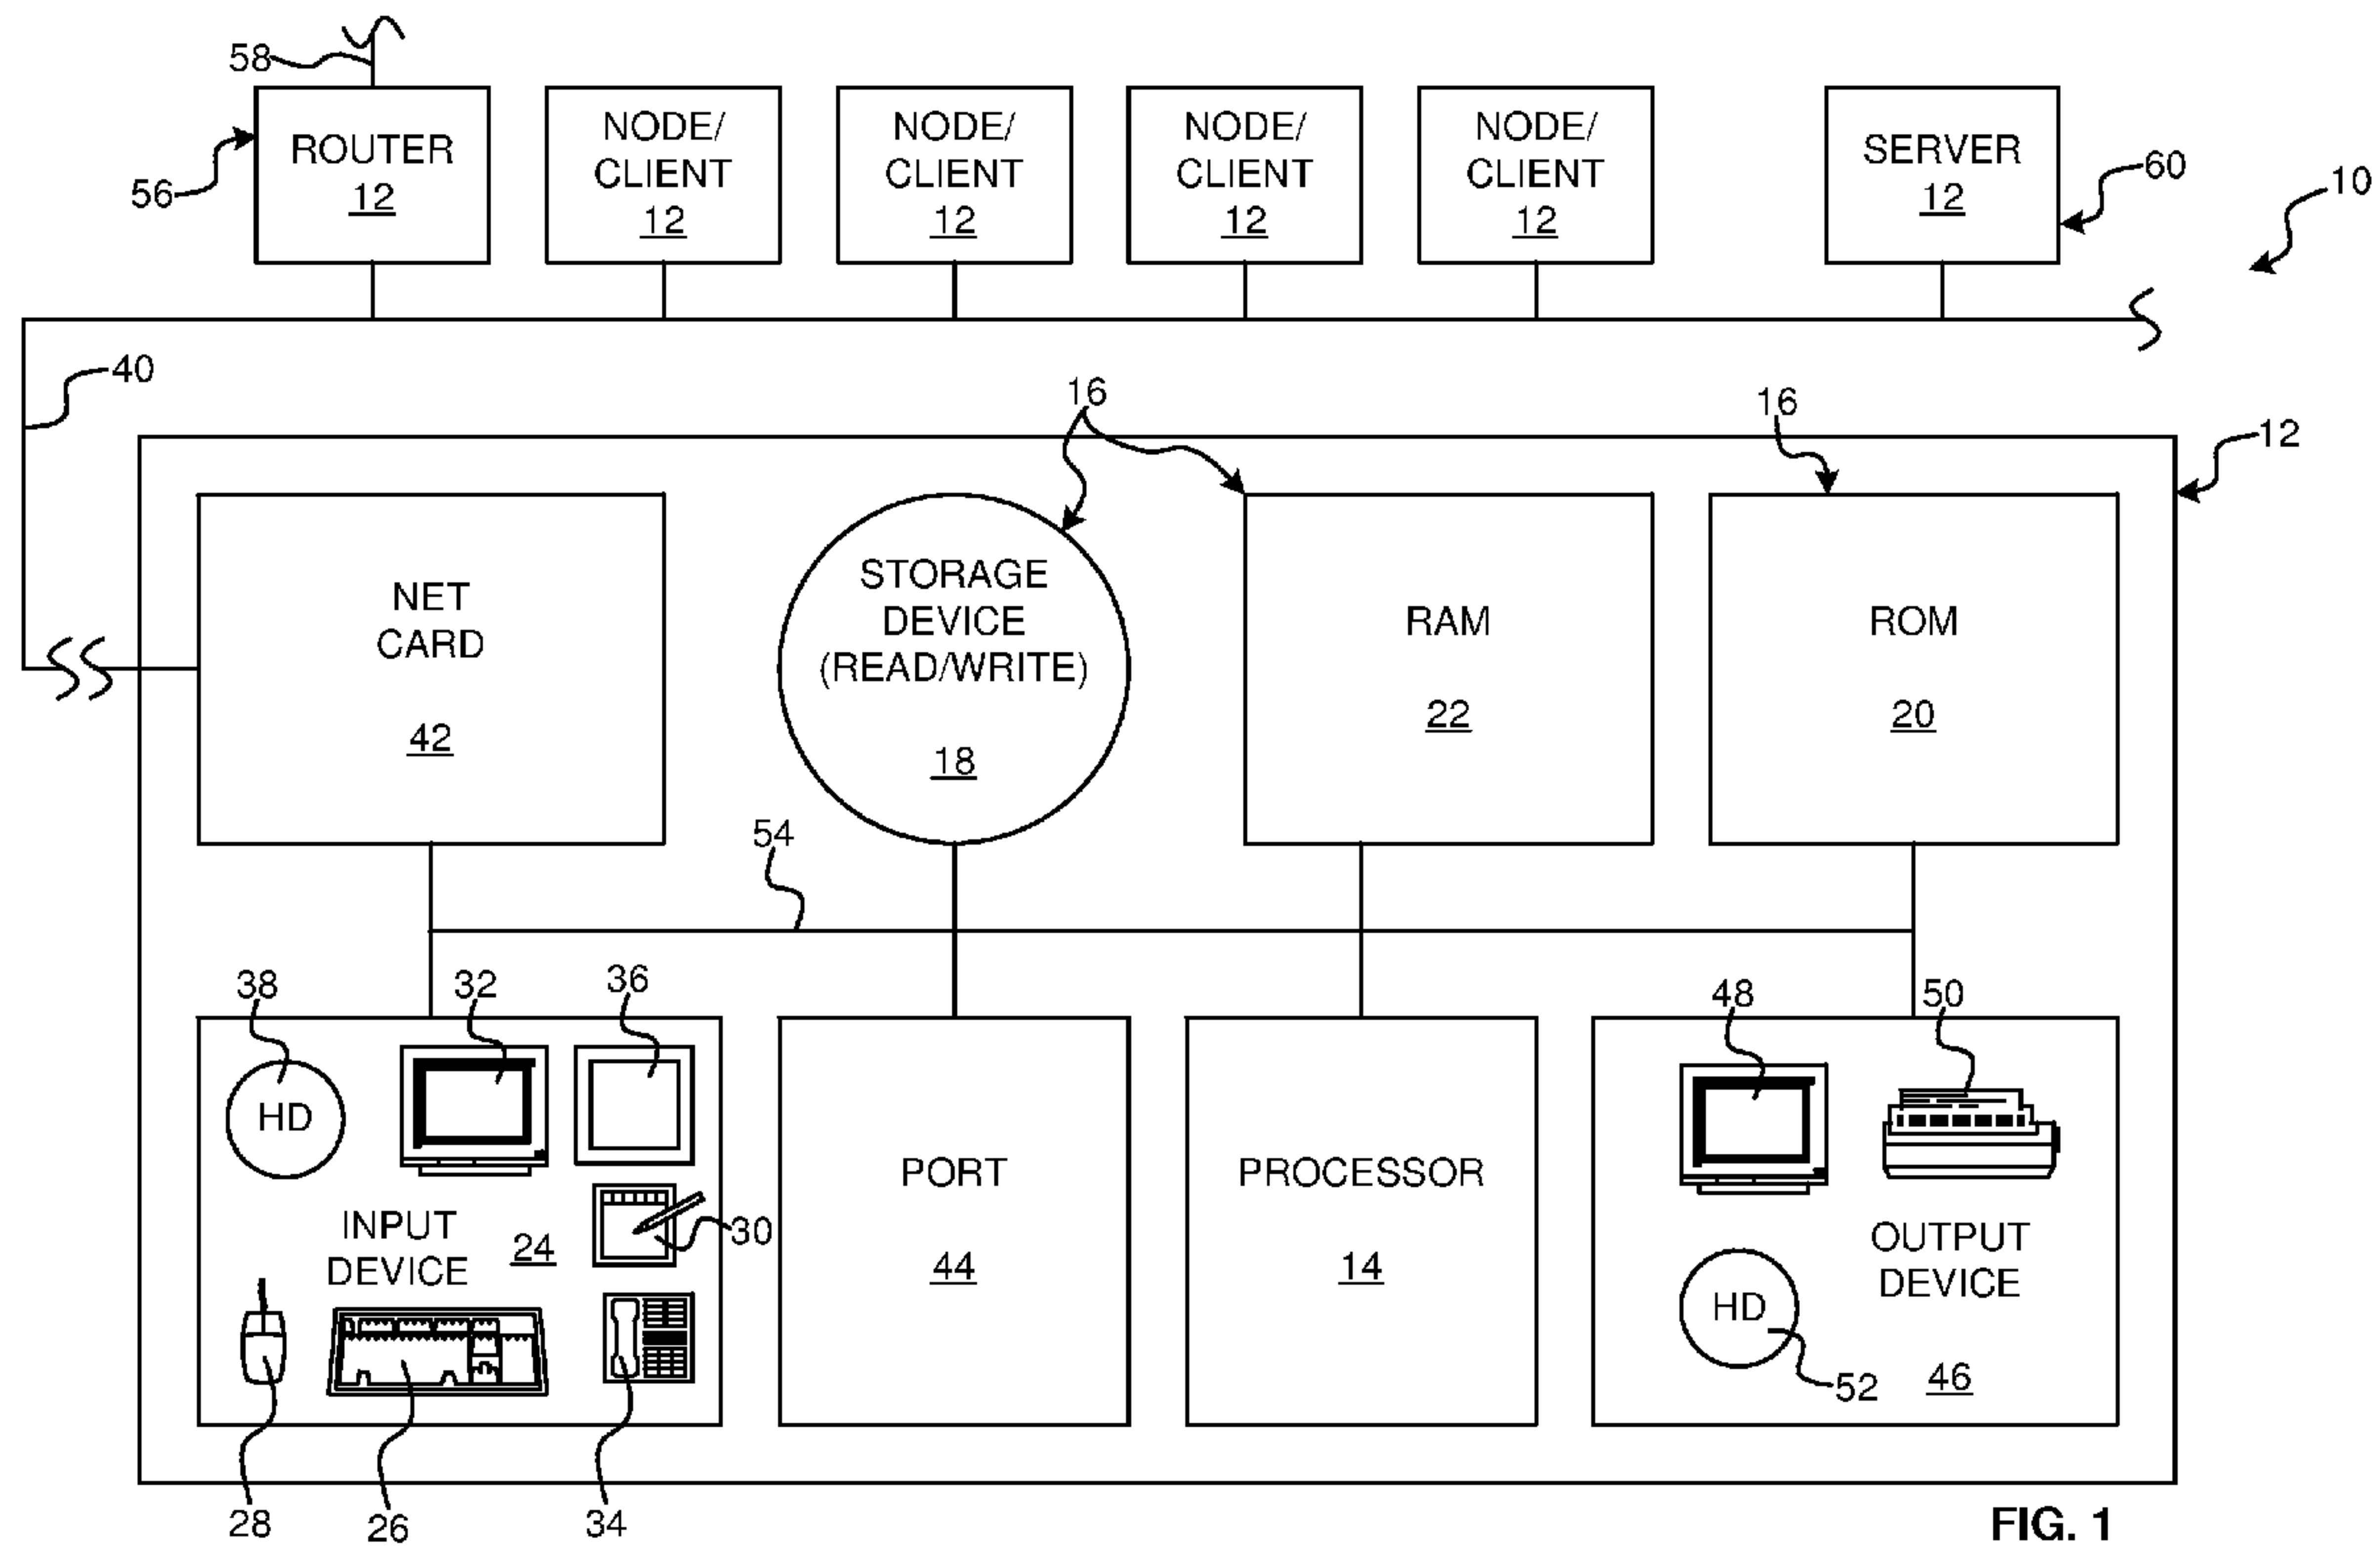 58
56
ROUTER
12
NODE/
CLIENT
12
NODE/
CLIENT
12
NODE/
CLIENT
12
NODE/
CLIENT
12
SERVER
12
60
10
40
16
16
12
NET
CARD
42
STORAGE
DEVICE
(READ/WRITE)
18
RAM
22
ROM
20
54
38
32
36
48
50
HD
INPUT
DEVICE
24
30
28
26
34
PORT
44
PROCESSOR
14
OUTPUT
DEVICE
46
HD
52
FIG. 1